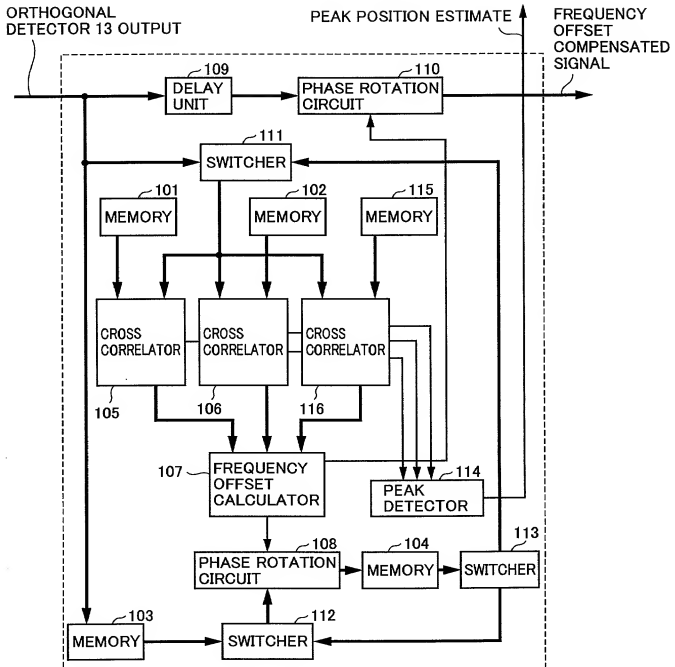 ORTHOGONAL
DETECTOR 13 OUTPUT
PEAK POSITION ESTIMATE
FREQUENCY
OFFSET
COMPENSATED
SIGNAL
109
DELAY
UNIT
110
PHASE ROTATION
CIRCUIT
111
SWITCHER
101
MEMORY
102
MEMORY
115
MEMORY
CROSS
CORRELATOR
CROSS
CORRELATOR
CROSS
CORRELATOR
105
106
116
107
FREQUENCY
OFFSET
CALCULATOR
114
PEAK
DETECTOR
108
PHASE ROTATION
CIRCUIT
104
MEMORY
113
SWITCHER
103
MEMORY
112
SWITCHER